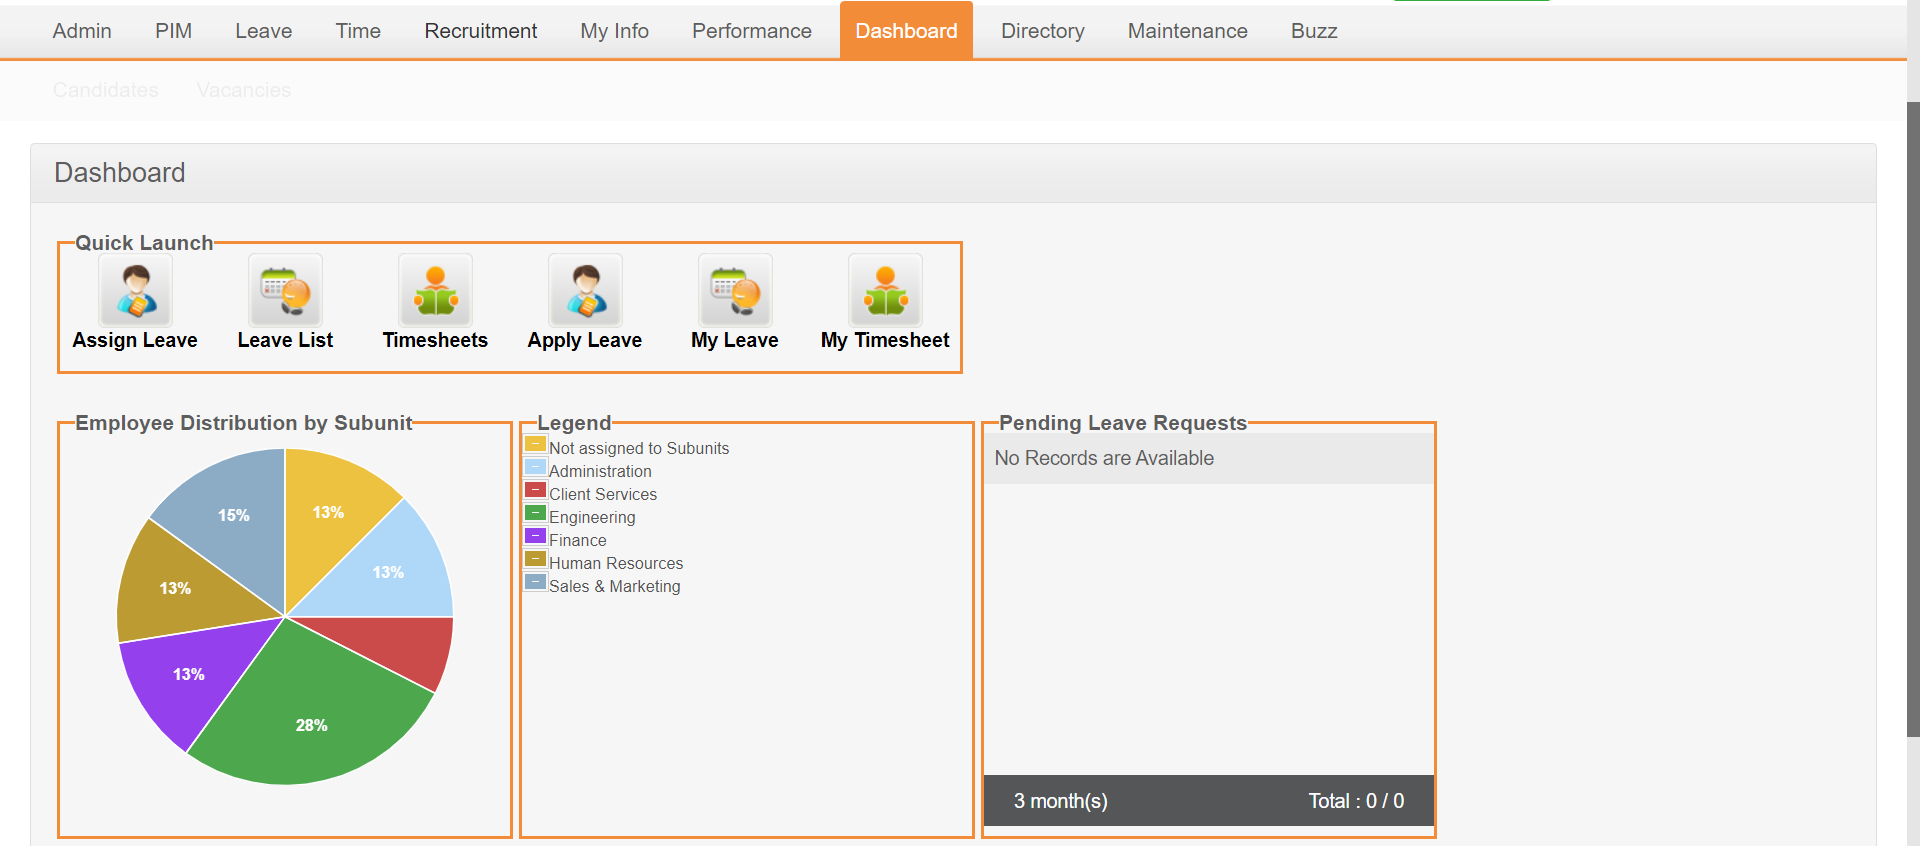 Admin PIM Leave Time Recruitment My Info Performance Dashboard Directory Maintenance Buzz
Candidates Vacancies
Dashboard
Quick Launch
Assign Leave Leave List Timesheets Apply Leave My Leave My Timesheet
Employee Distribution by Subunit
13%
13%
28%
13%
13%
15%
Legend
Not assigned to Subunits
Administration
Client Services
Engineering
Finance
Human Resources
Sales & Marketing
Pending Leave Requests
No Records are Available
3 month(s) Total : 0 / 0